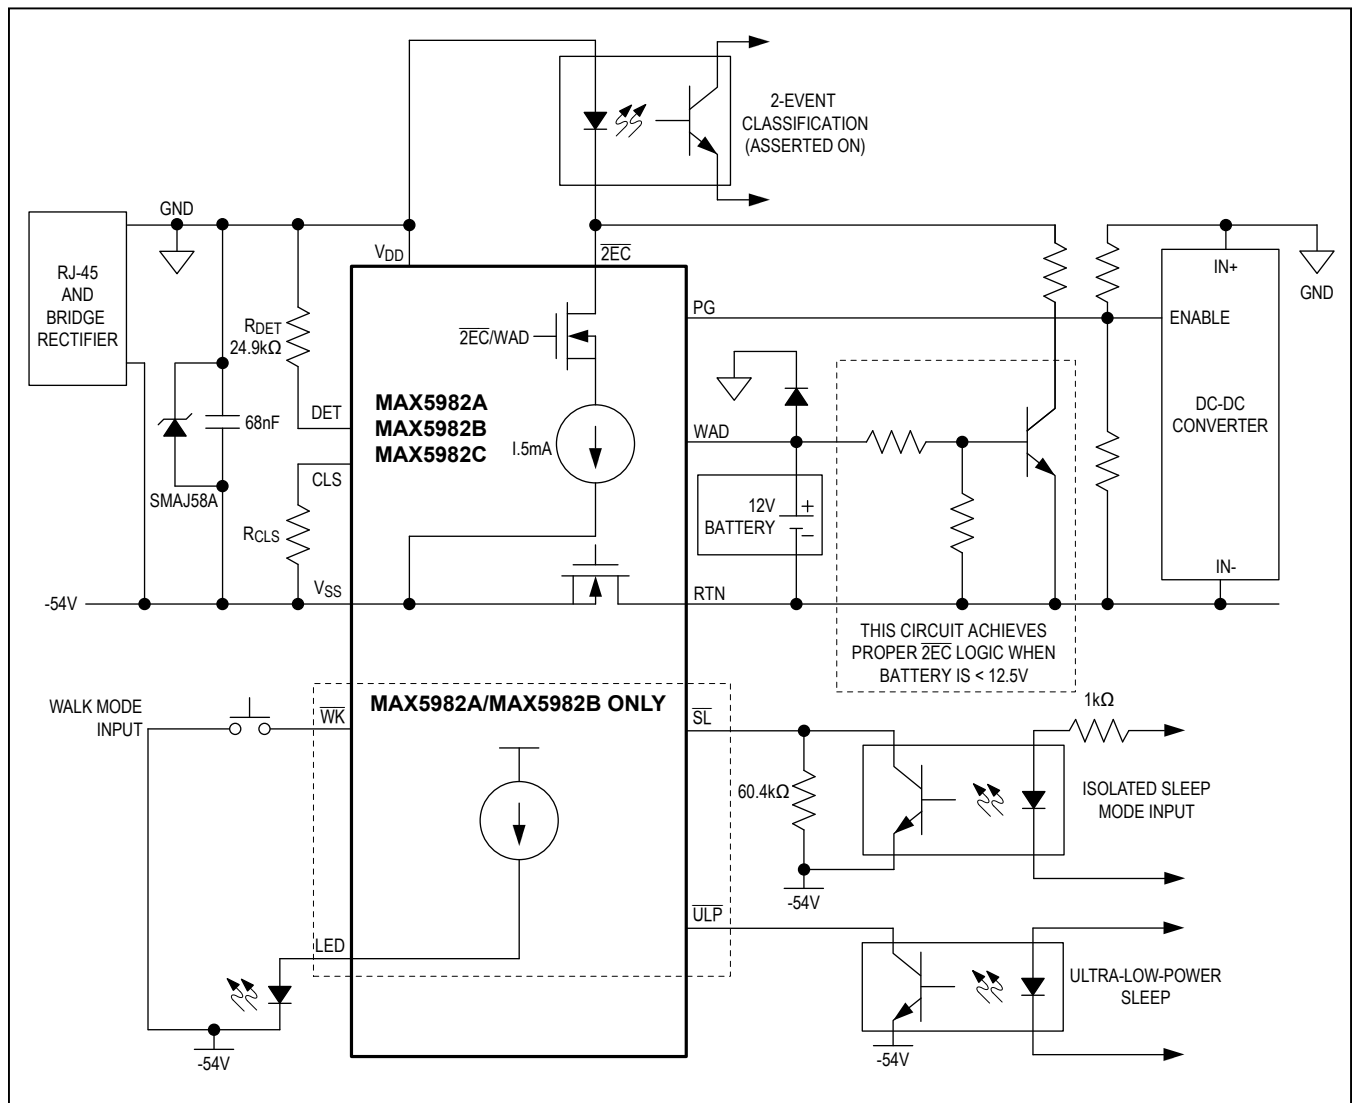 2-EVENT
CLASSIFICATION
(ASSERTED ON)
GND
RJ-45
AND
BRIDGE
RECTIFIER
VDD
2EC
IN+
GND
PG
ENABLE
RDET
24.9kΩ
2EC/WAD
DET
68nF
MAX5982A
MAX5982B
MAX5982C
WAD
DC-DC
CONVERTER
I.5mA
CLS
SMAJ58A
12V
BATTERY
+
−
RCLS
IN-
VSS
-54V
RTN
THIS CIRCUIT ACHIEVES
PROPER 2EC LOGIC WHEN
BATTERY IS < 12.5V
MAX5982A/MAX5982B ONLY
WALK MODE
INPUT
WK
SL
1kΩ
60.4kΩ
ISOLATED SLEEP
MODE INPUT
-54V
ULP
LED
ULTRA-LOW-POWER
SLEEP
-54V
-54V